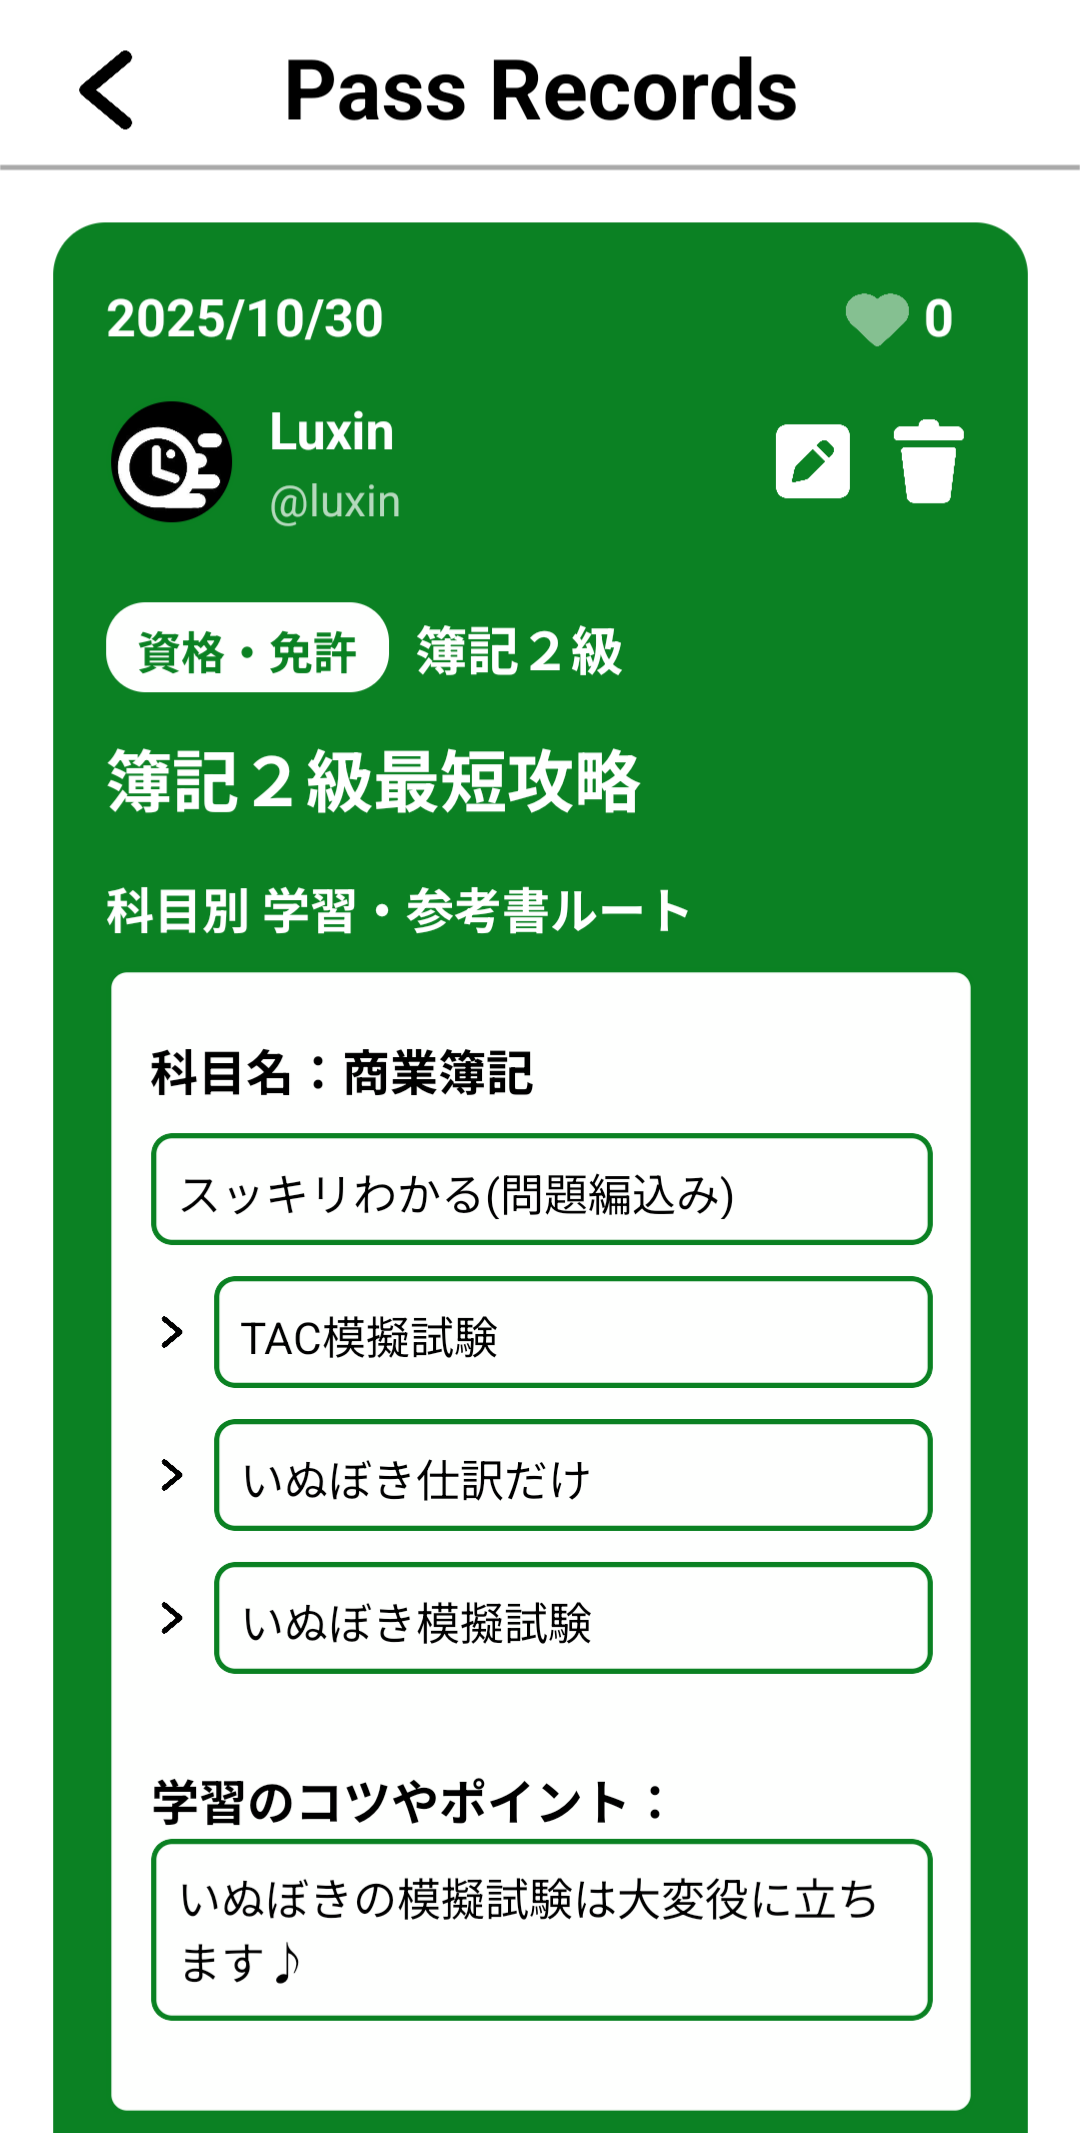 Pass Records
2025/10/30
0
Luxin
@luxin
資格・免許 簿記２級
簿記２級最短攻略
科目別 学習・参考書ルート
科目名：商業簿記
スッキリわかる(問題編込み)
> TAC模擬試験
> いぬぼき仕訳だけ
> いぬぼき模擬試験
学習のコツやポイント：
いぬぼきの模擬試験は大変役に立ち
ます♪